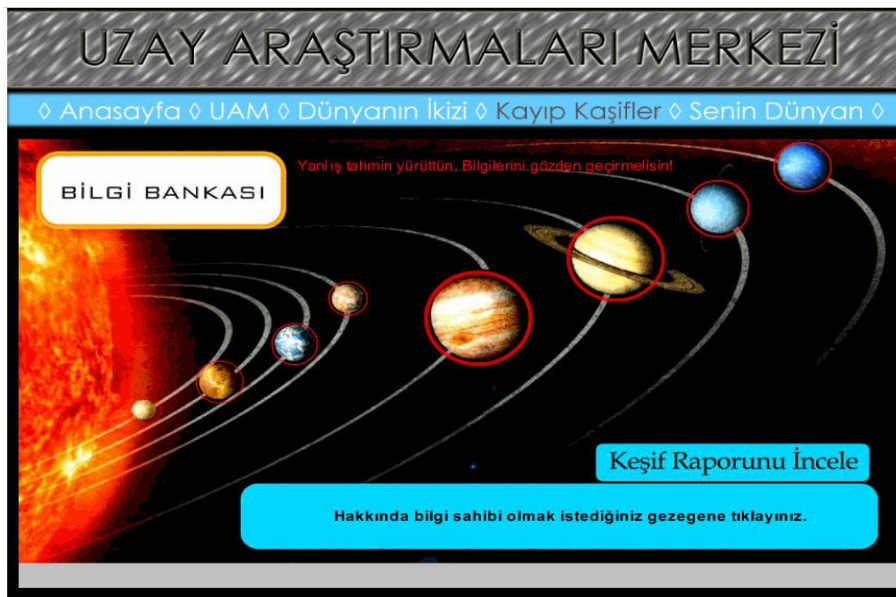 UZAY ARAŞTIRMALARI MERKEZİ
◊ Anasayfa ◊ UAM ◊ Dünyanın İkizi ◊ Kayıp Kaşifler ◊ Senin Dünyan ◊
Yanlış tahmin yürüttün. Bilgilerini gözden geçirmelisin!
BİLGİ BANKASI
Keşif Raporunu İncele
Hakkında bilgi sahibi olmak istediğiniz gezegene tıklayınız.